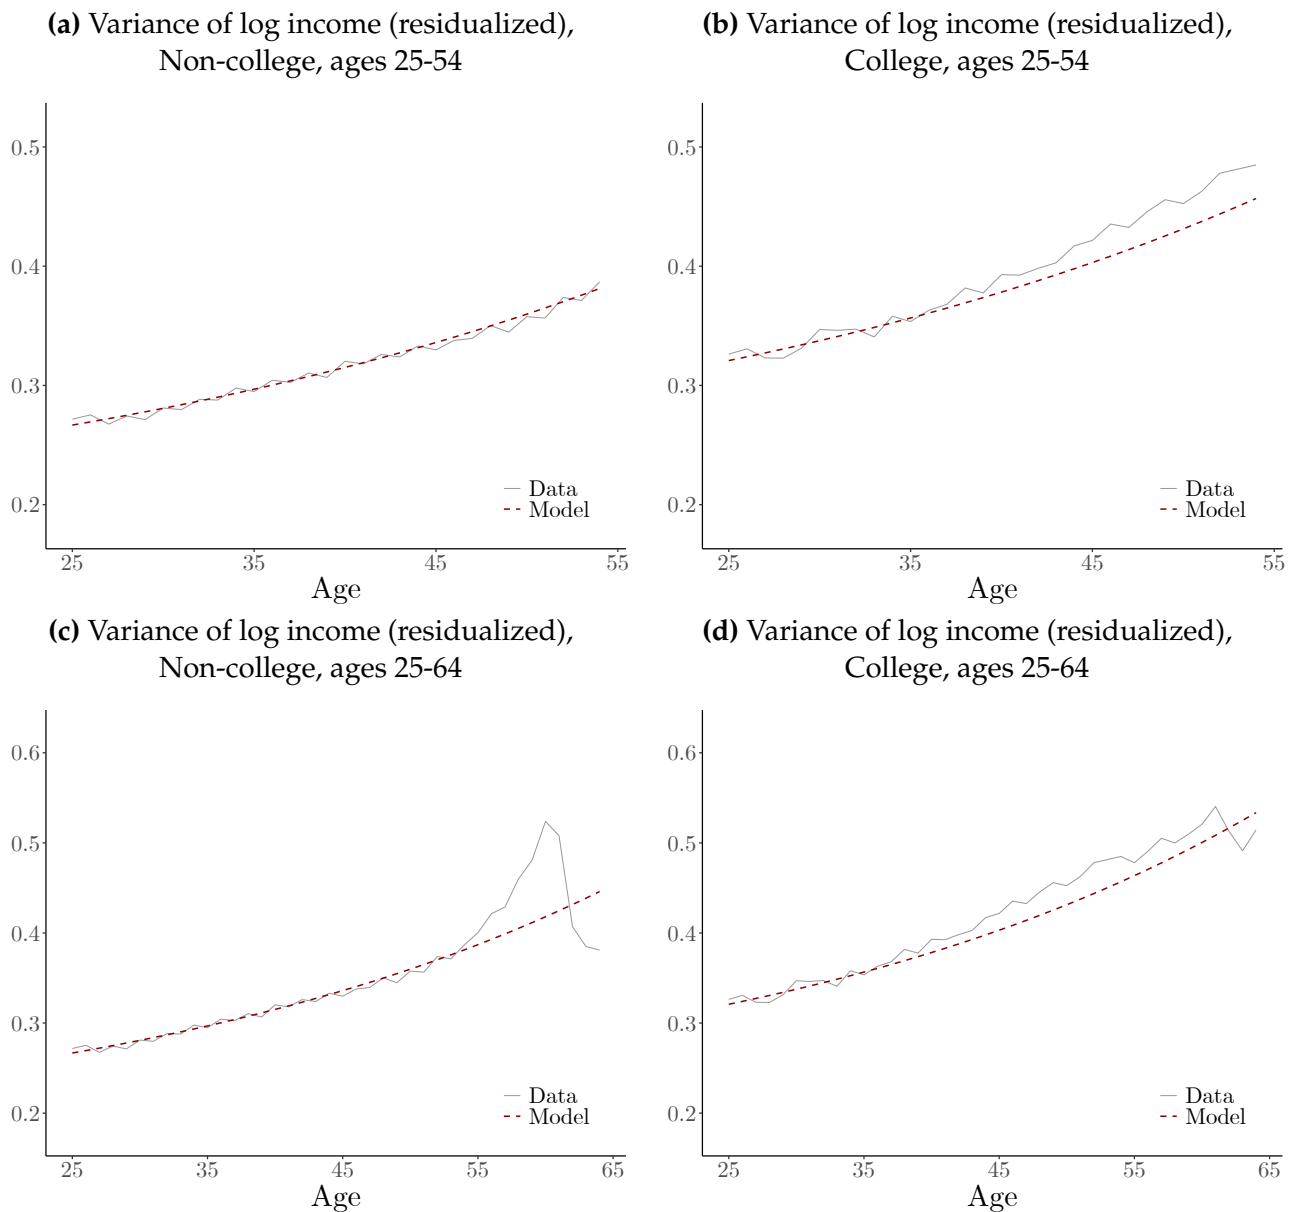 (a) Variance of log income (residualized),
Non-college, ages 25-54
0.5
0.4
0.3
0.2
Data
Model
25
35
45
55
Age
(b) Variance of log income (residualized),
College, ages 25-54
0.5
0.4
0.3
0.2
Data
Model
25
35
45
55
Age
(c) Variance of log income (residualized),
Non-college, ages 25-64
0.6
0.5
0.4
0.3
0.2
Data
Model
25
35
45
55
65
Age
(d) Variance of log income (residualized),
College, ages 25-64
0.6
0.5
0.4
0.3
0.2
Data
Model
25
35
45
55
65
Age